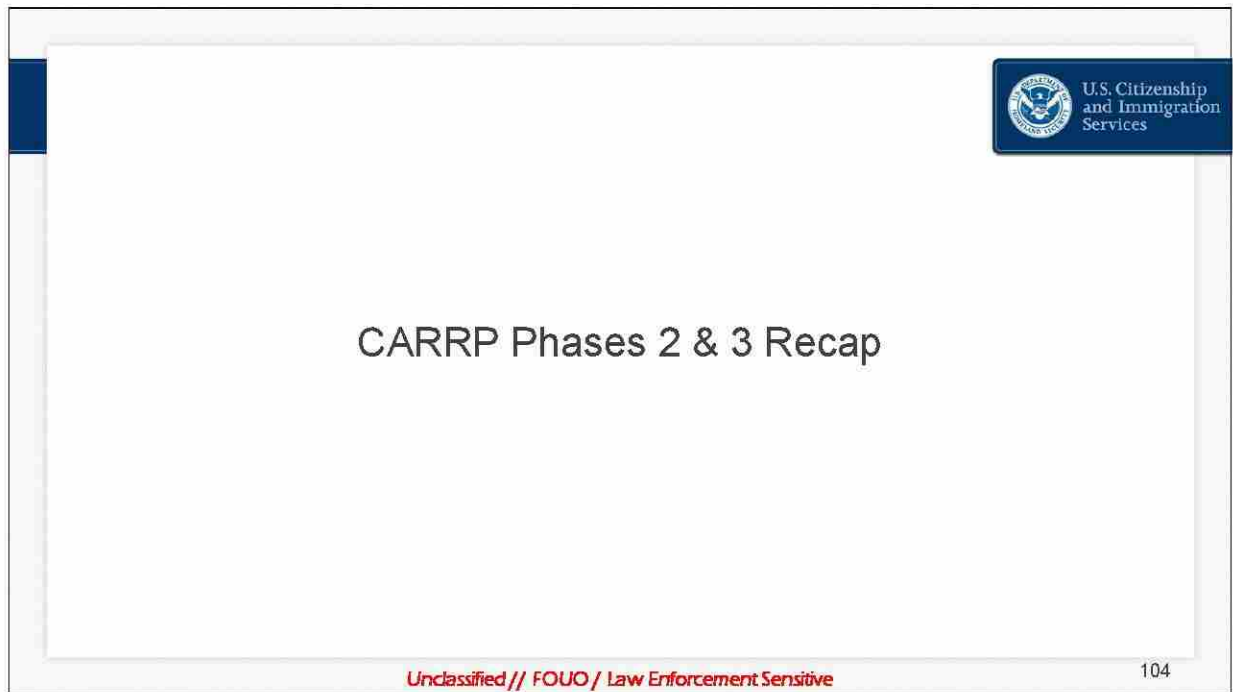 U.S. Citizenship
and Immigration
Services
CARRP Phases 2 & 3 Recap
Unclassified // FOUO / Law Enforcement Sensitive
104